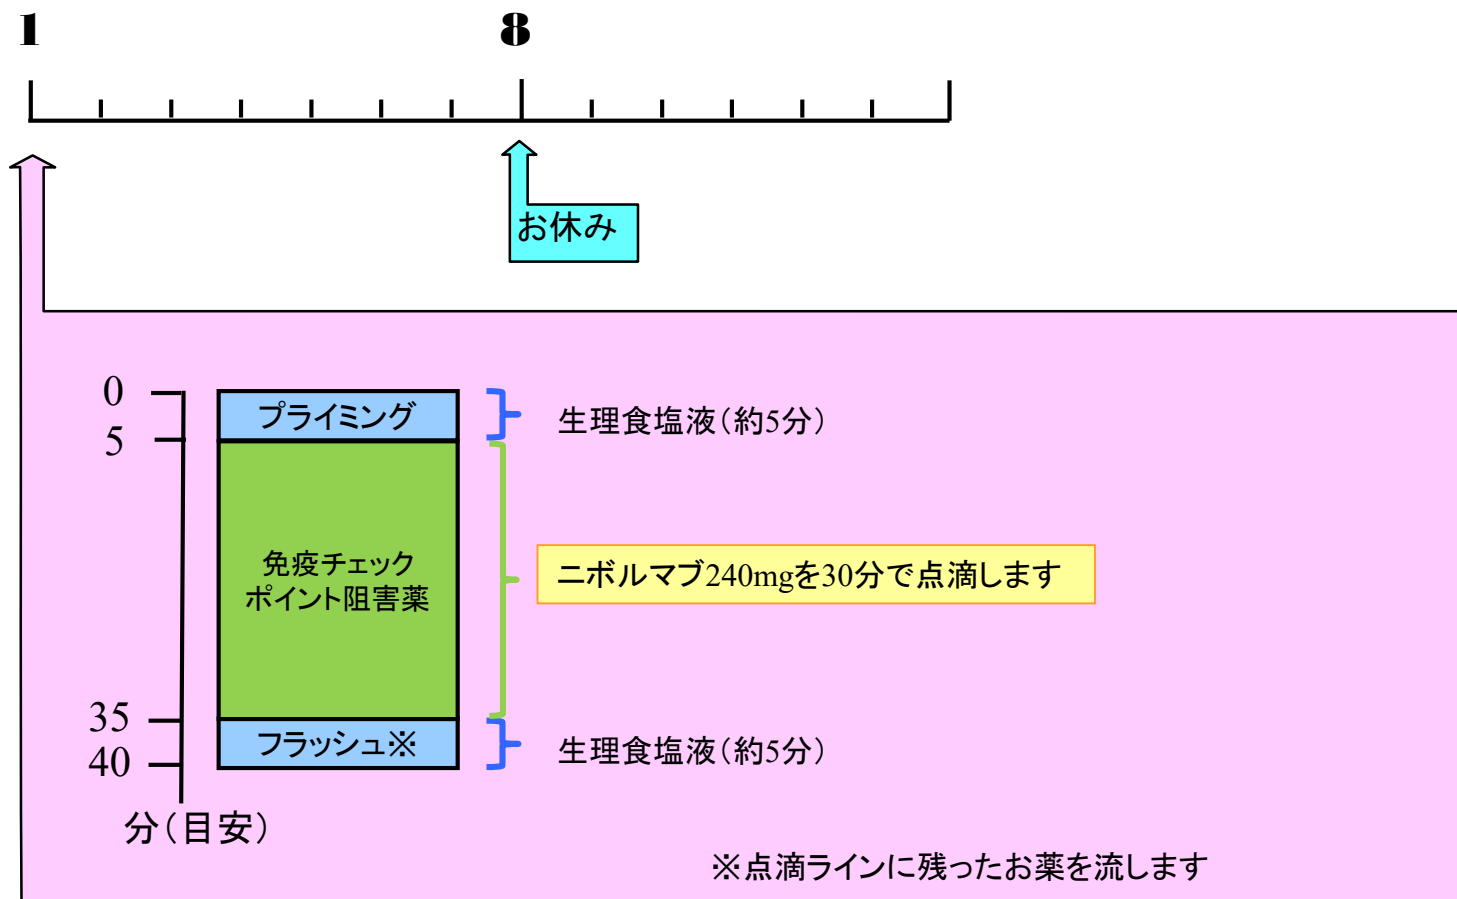 1
8
お休み
0
プライミング
生理食塩液（約5分）
5
免疫チェック
ポイント阻害薬
ニボルマブ240mgを30分で点滴します
35
フラッシュ※
生理食塩液（約5分）
40
分（目安）
※点滴ラインに残ったお薬を流します